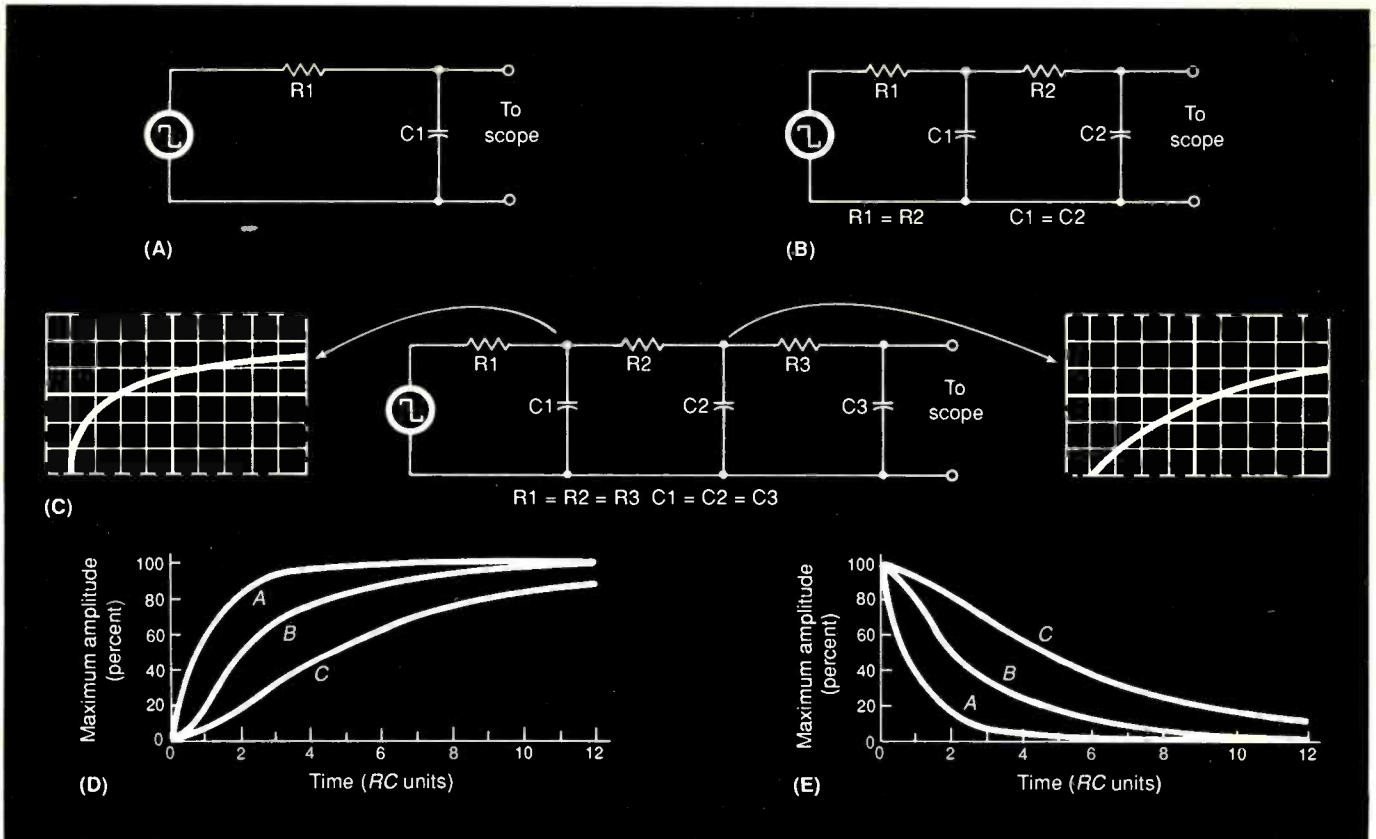 R1
C1
To
scope
(A)
R1
R2
C1
C2
To
scope
R1 = R2
C1 = C2
(B)
R1
R2
R3
C1
C2
C3
To
scope
R1 = R2 = R3 C1 = C2 = C3
(C)
Maximum amplitude
(percent)
100
80
60
40
20
0
A
B
C
0 2 4 6 8 10 12
Time (RC units)
(D)
Maximum amplitude
(percent)
100
80
60
40
20
0
C
B
A
0 2 4 6 8 10 12
Time (RC units)
(E)